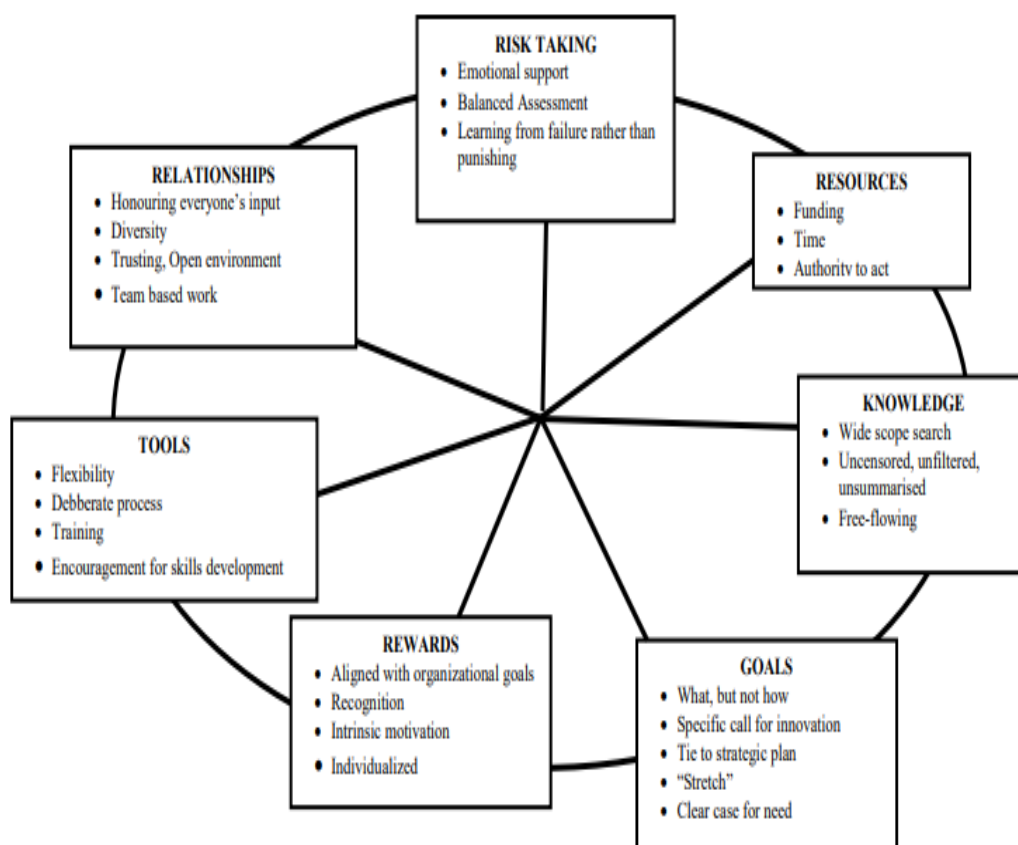 RISK TAKING
• Emotional support
• Balanced Assessment
• Learning from failure rather than
punishing
RELATIONSHIPS
• Honouring everyone’s input
• Diversity
• Trusting, Open environment
• Team based work
RESOURCES
• Funding
• Time
• Authority to act
KNOWLEDGE
• Wide scope search
• Uncensored, unfiltered,
unsummarised
• Free-flowing
TOOLS
• Flexibility
• Debberate process
• Training
• Encouragement for skills development
REWARDS
• Aligned with organizational goals
• Recognition
• Intrinsic motivation
• Individualized
GOALS
• What, but not how
• Specific call for innovation
• Tie to strategic plan
• “Stretch”
• Clear case for need